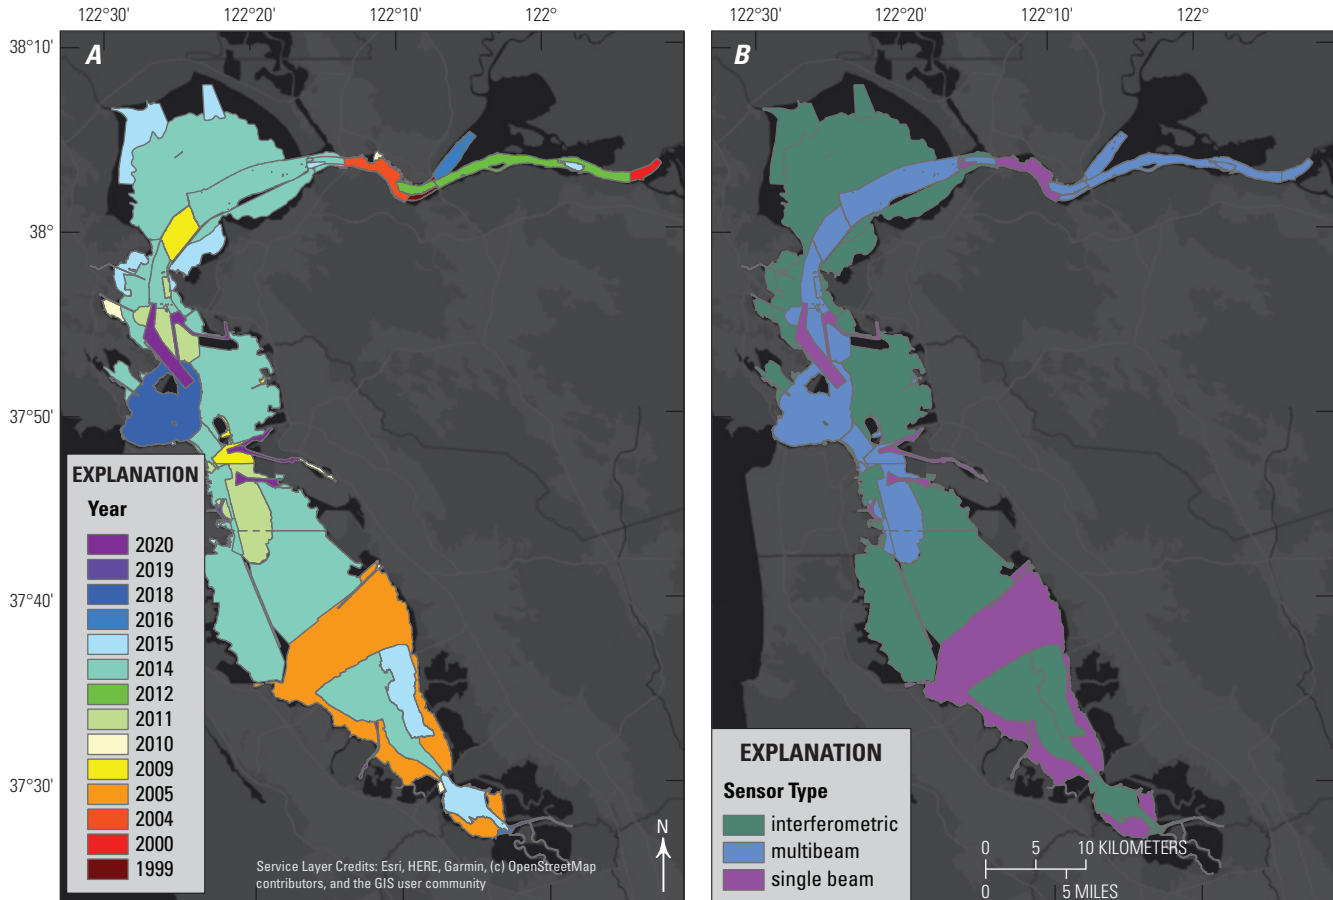 122°30' 122°20' 122°10' 122°
122°30' 122°20' 122°10' 122°
38°10'
38°
37°50'
37°40'
37°30'
A
EXPLANATION
Year
2020
2019
2018
2016
2015
2014
2012
2011
2010
2009
2005
2004
2000
1999
Service Layer Credits: Esri, HERE, Garmin, (c) OpenStreetMap
contributors, and the GIS user community
N
B
EXPLANATION
Sensor Type
interferometric
multibeam
single beam
0 5 10 KILOMETERS
0 5 MILES